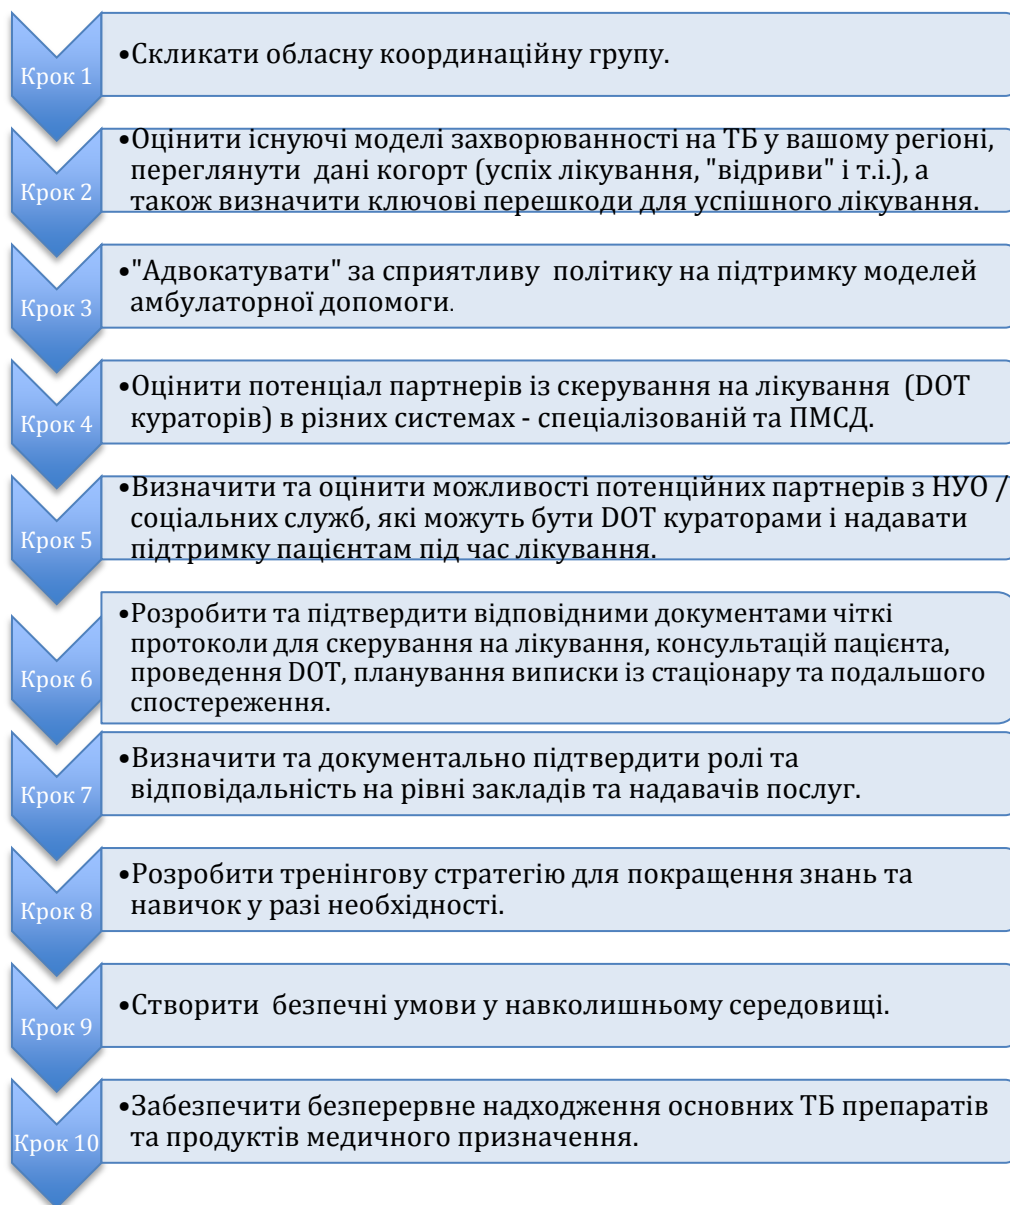 Крок 1
•Скликати обласну координаційну групу.
Крок 2
•Оцінити існуючі моделі захворюванності на ТБ у вашому регіоні,
переглянути дані когорт (успіх лікування, "відриви" і т.і.), а
також визначити ключові перешкоди для успішного лікування.
Крок 3
•"Адвокатувати" за сприятливу політику на підтримку моделей
амбулаторної допомоги.
Крок 4
•Оцінити потенціал партнерів із скерування на лікування (DOT
кураторів) в різних системах - спеціалізованій та ПМСД.
Крок 5
•Визначити та оцінити можливості потенційних партнерів з НУО /
соціальних служб, які можуть бути DOT кураторами і надавати
підтримку пацієнтам під час лікування.
Крок 6
•Розробити та підтвердити відповідними документами чіткі
протоколи для скерування на лікування, консультацій пацієнта,
проведення DOT, планування виписки із стаціонару та подальшого
спостереження.
Крок 7
•Визначити та документально підтвердити ролі та
відповідальність на рівні закладів та надавачів послуг.
Крок 8
•Розробити тренінгову стратегію для покращення знань та
навичок у разі необхідності.
Крок 9
•Створити безпечні умови у навколишньому середовищі.
Крок 10
•Забезпечити безперервне надходження основних ТБ препаратів
та продуктів медичного призначення.